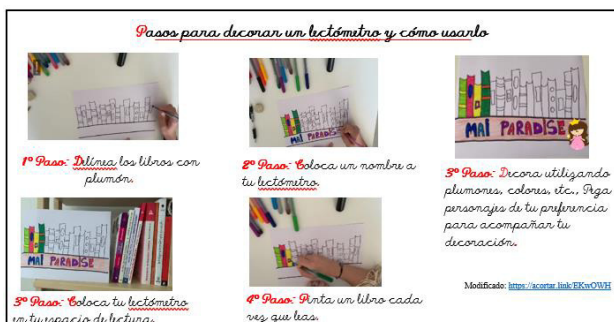 Pasos para decorar un lectómetro y cómo usarlo
1º Paso: Delínea los libros con
plumón.
2º Paso: Coloca un nombre a
tu lectómetro.
3º Paso: Decora utilizando
plumones, colores, etc., Pega
personajes de tu preferencia
para acompañar tu
decoración.
MAI PARADISE
MAI PARADISE
MAI PARADISE
3º Paso: Coloca tu lectómetro
en tu espacio de lectura.
4º Paso: Pinta un libro cada
vez que leas.
Modificado: https://acortar.link/EKwOWH